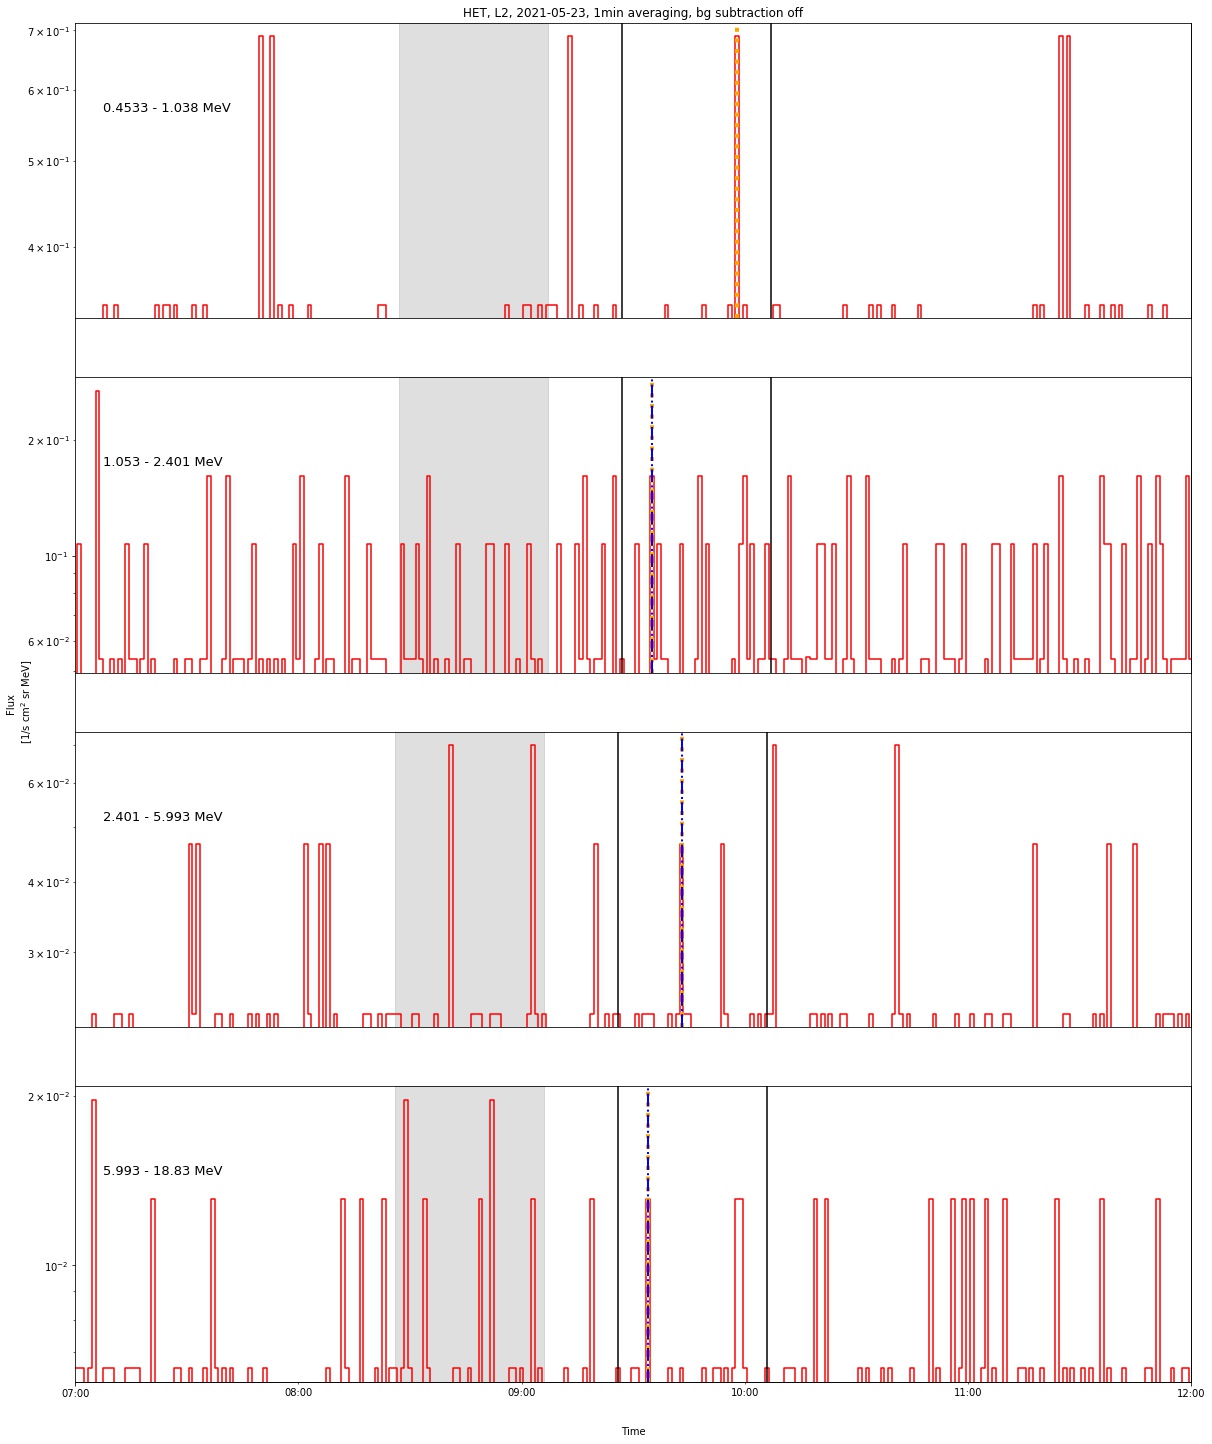 HET, L2, 2021-05-23, 1min averaging, bg subtraction off
7 × 10⁻¹
6 × 10⁻¹
0.4533 - 1.038 MeV
5 × 10⁻¹
4 × 10⁻¹
2 × 10⁻¹
1.053 - 2.401 MeV
10⁻¹
6 × 10⁻²
Flux
[1/s cm² sr MeV]
6 × 10⁻²
2.401 - 5.993 MeV
4 × 10⁻²
3 × 10⁻²
2 × 10⁻²
5.993 - 18.83 MeV
10⁻²
07:00 08:00 09:00 10:00 11:00 12:00
Time